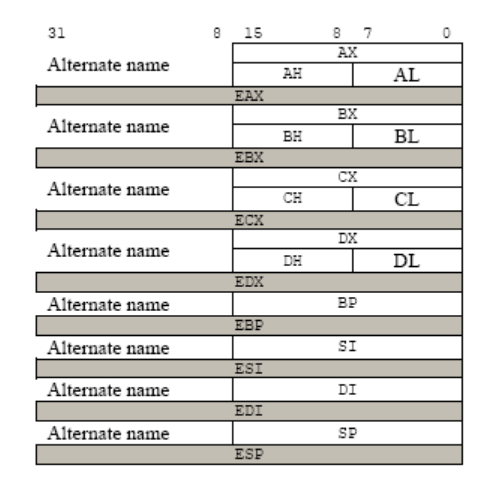 31 8 15 8 7 0
AX
Alternate name
AH AL
EAX
BX
Alternate name
BH BL
EBX
CX
Alternate name
CH CL
ECX
DX
Alternate name
DH DL
EDX
Alternate name BP
EBP
Alternate name SI
ESI
Alternate name DI
EDI
Alternate name SP
ESP